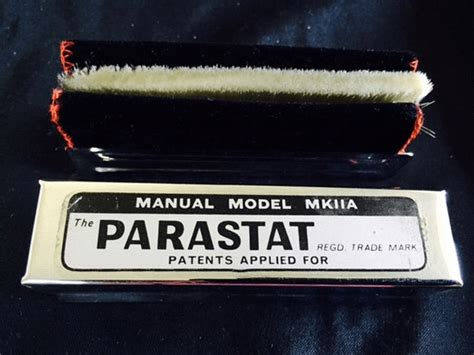 MANUAL MODEL MKIIA
The PARASTAT REGD. TRADE MARK
PATENTS APPLIED FOR